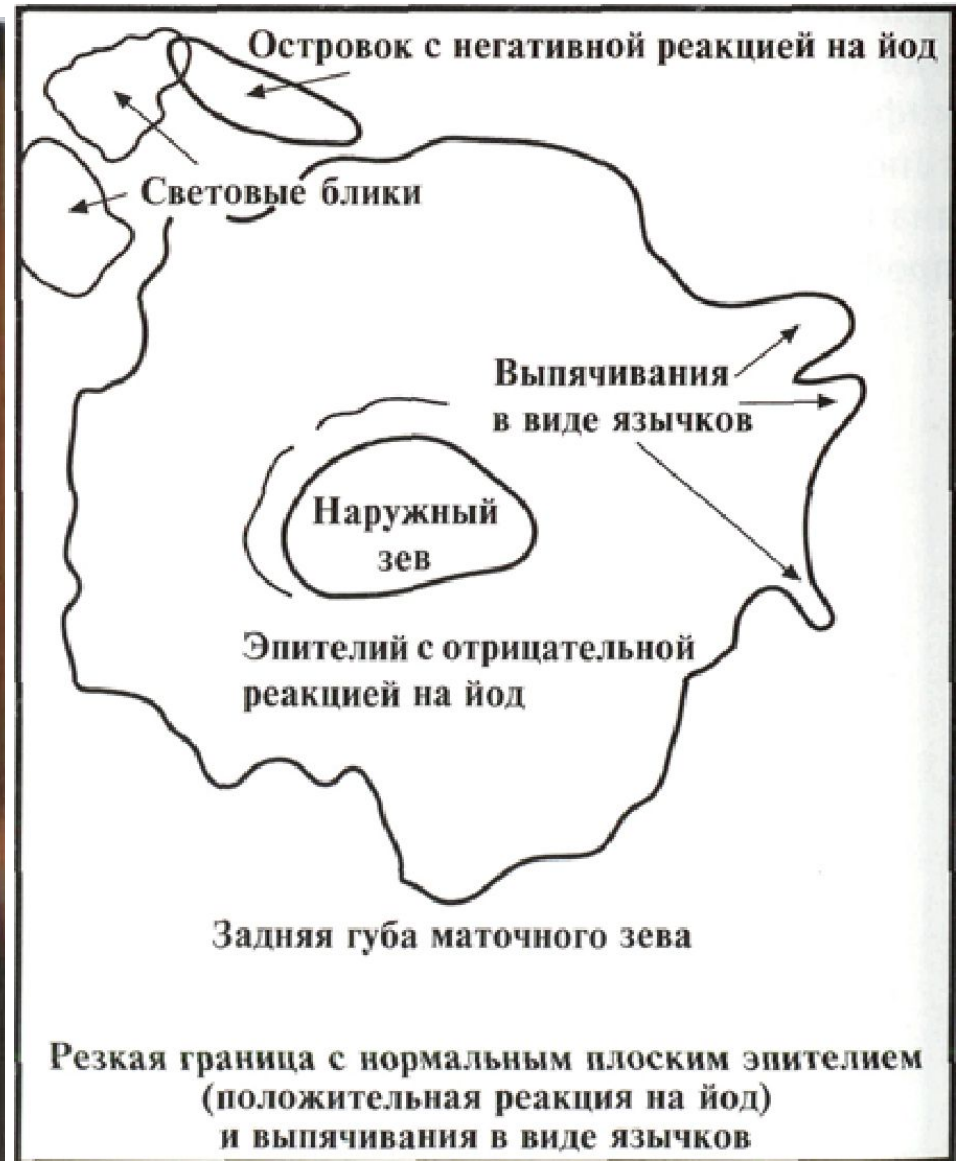 Островок с негативной реакцией на йод
Световые блики
Выпячивания
в виде язычков
Наружный
зев
Эпителий с отрицательной
реакцией на йод
Задняя губа маточного зева
Резкая граница с нормальным плоским эпителием
(положительная реакция на йод)
и выпячивания в виде язычков